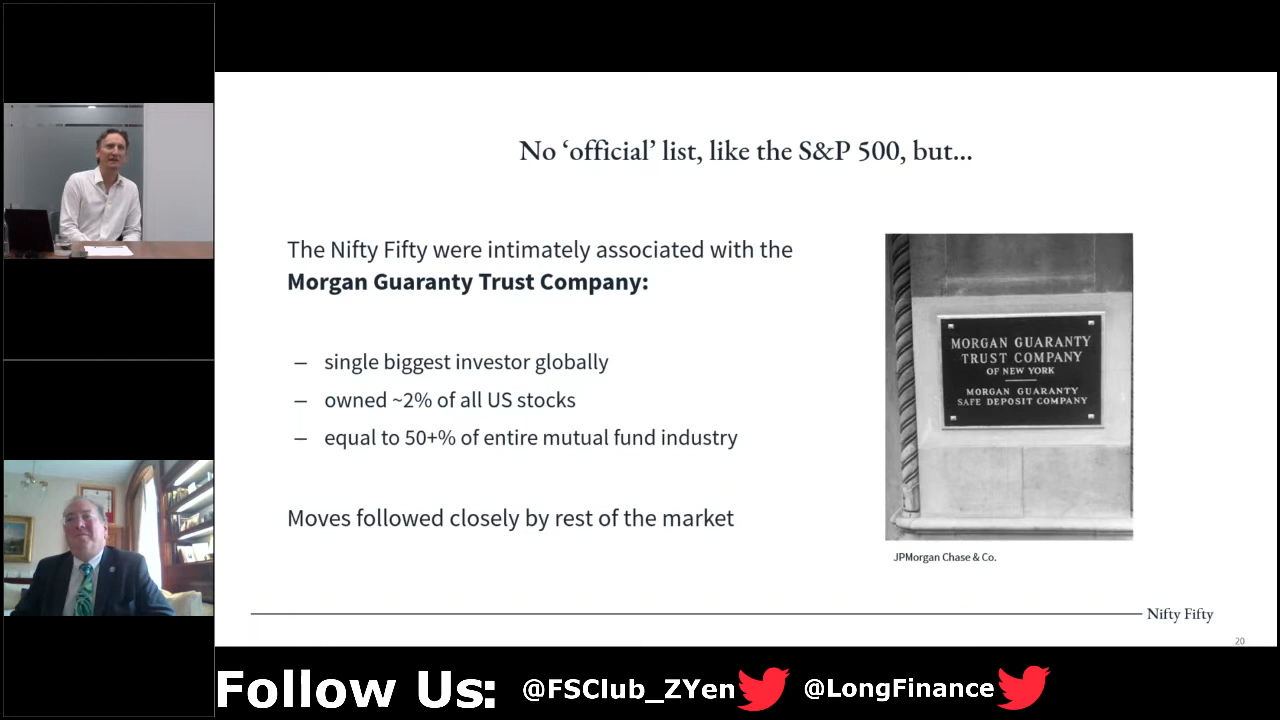 No ‘official’ list, like the S&P 500, but...
The Nifty Fifty were intimately associated with the
Morgan Guaranty Trust Company:
– single biggest investor globally
– owned ~2% of all US stocks
– equal to 50+% of entire mutual fund industry
Moves followed closely by rest of the market
MORGAN GUARANTY
TRUST COMPANY
OF NEW YORK
MORGAN GUARANTY
SAFE DEPOSIT COMPANY
JPMorgan Chase & Co.
Nifty Fifty
20
Follow Us: @FSClub_ZYen @LongFinance